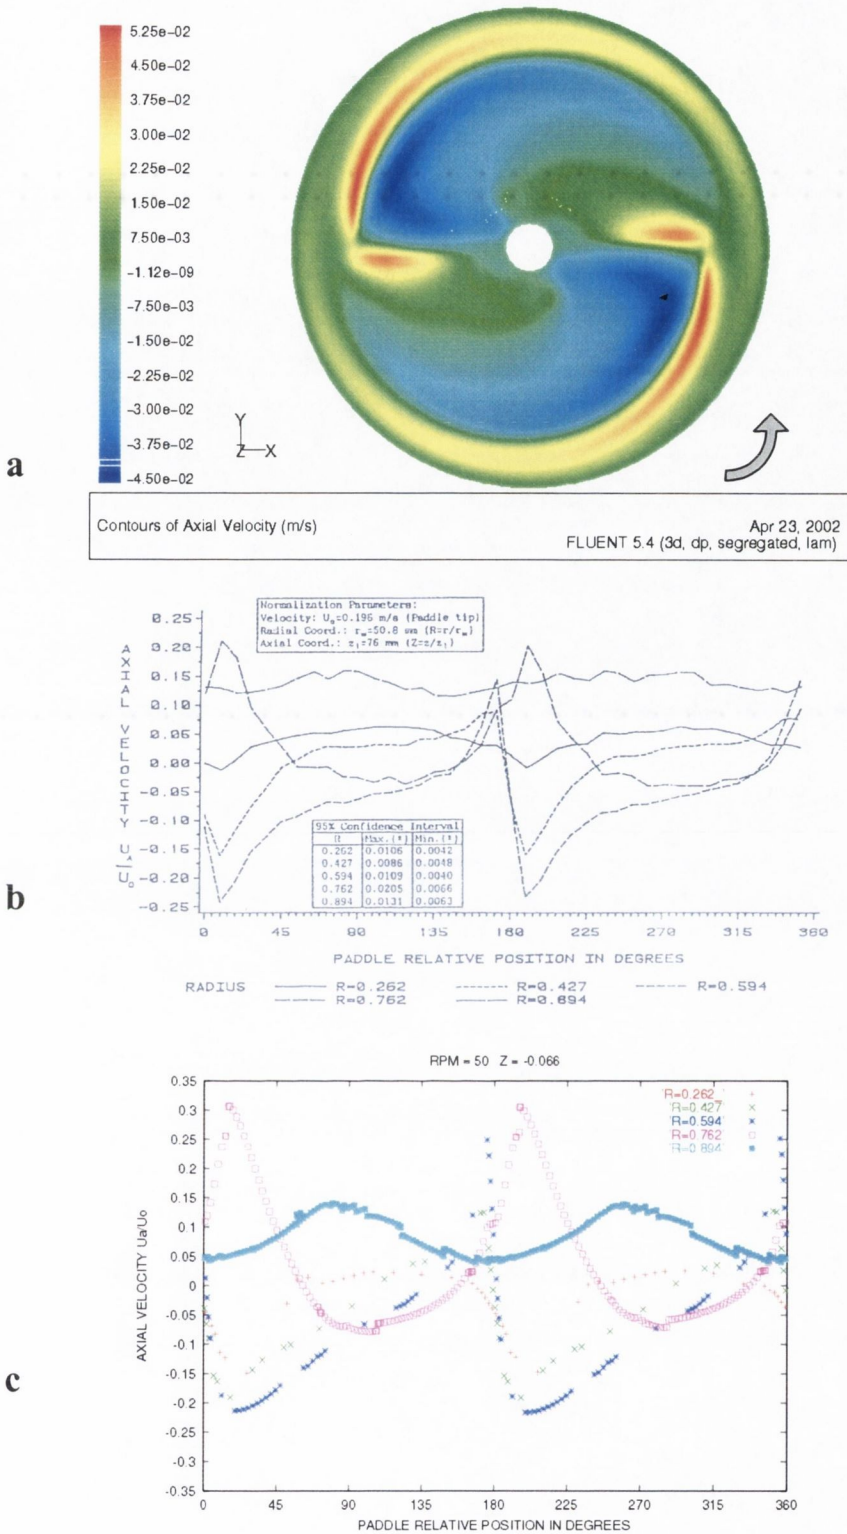 5.25e-02
4.50e-02
3.75e-02
3.00e-02
2.25e-02
1.50e-02
7.50e-03
-1.12e-09
-7.50e-03
-1.50e-02
-2.25e-02
-3.00e-02
-3.75e-02
-4.50e-02
Y
Z X
a
Contours of Axial Velocity (m/s)
Apr 23, 2002
FLUENT 5.4 (3d, dp, segregated, lam)
Normalization Parameters:
Velocity: Uo=0.196 m/s (Paddle tip)
Radial Coord.: r =50.8 mm (R=r/r )
Axial Coord.: z =76 mm (Z=z/z )
AXIAL VELOCITY U /Uo
0.25
0.20
0.15
0.10
0.05
0.00
-0.05
-0.10
-0.15
-0.20
-0.25
95% Confidence Interval
R Max.(±) Min.(±)
0.262 0.0106 0.0042
0.427 0.0086 0.0048
0.594 0.0109 0.0040
0.762 0.0205 0.0066
0.894 0.0131 0.0063
b
0 45 90 135 180 225 270 315 360
PADDLE RELATIVE POSITION IN DEGREES
RADIUS R=0.262 R=0.427 R=0.594
R=0.762 R=0.894
RPM = 50 Z = -0.066
0.35
0.3
0.25
0.2
0.15
0.1
0.05
0
-0.05
-0.1
-0.15
-0.2
-0.25
-0.3
-0.35
AXIAL VELOCITY Ua/Uo
'R=0.262'
'R=0.427'
'R=0.594'
'R=0.762'
'R=0.894'
c
0 45 90 135 180 225 270 315 360
PADDLE RELATIVE POSITION IN DEGREES